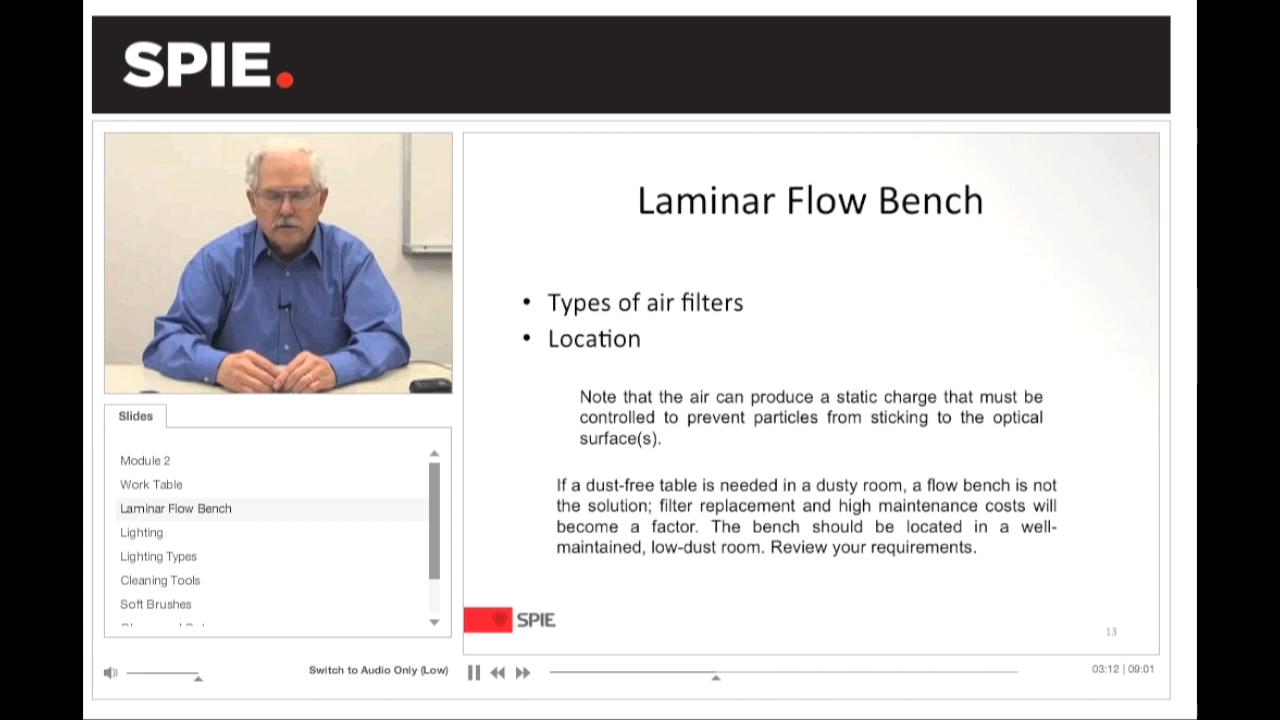 SPIE.
Laminar Flow Bench
• Types of air filters
• Location
Note that the air can produce a static charge that must be
controlled to prevent particles from sticking to the optical
surface(s).
If a dust-free table is needed in a dusty room, a flow bench is not
the solution; filter replacement and high maintenance costs will
become a factor. The bench should be located in a well-
maintained, low-dust room. Review your requirements.
SPIE
13
Slides
Module 2
Work Table
Laminar Flow Bench
Lighting
Lighting Types
Cleaning Tools
Soft Brushes
Switch to Audio Only (Low)
03:12 | 09:01